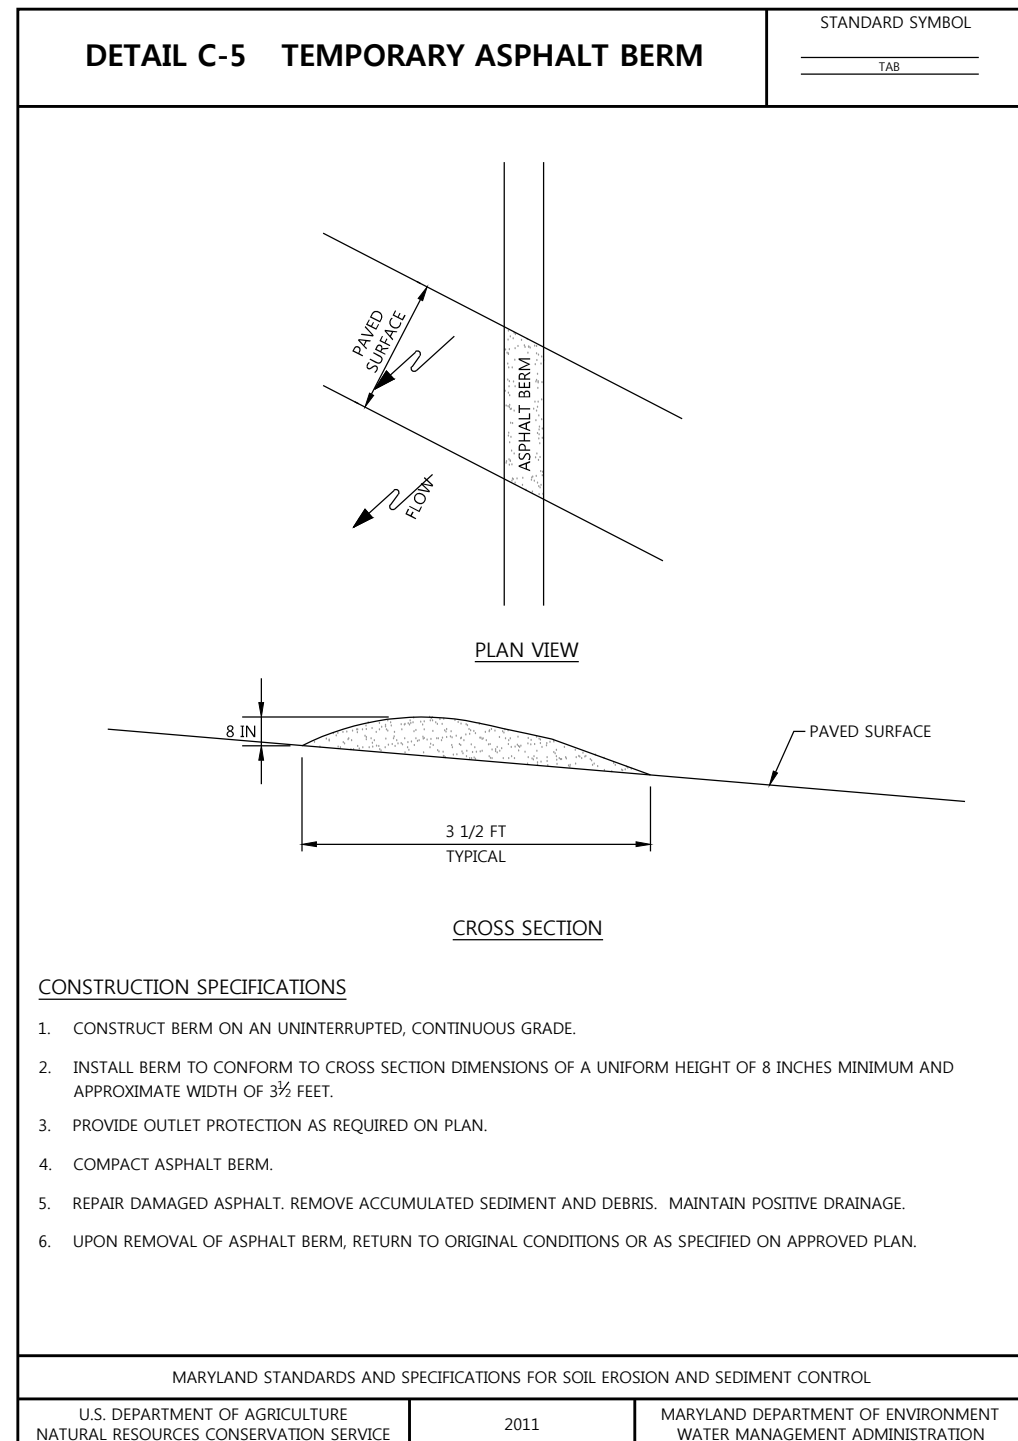 DETAIL C-5 TEMPORARY ASPHALT BERM
STANDARD SYMBOL
TAB
PAVED
SURFACE
ASPHALT BERM
FLOW
PLAN VIEW
8 IN
PAVED SURFACE
3 1/2 FT
TYPICAL
CROSS SECTION
CONSTRUCTION SPECIFICATIONS
1. CONSTRUCT BERM ON AN UNINTERRUPTED, CONTINUOUS GRADE.
2. INSTALL BERM TO CONFORM TO CROSS SECTION DIMENSIONS OF A UNIFORM HEIGHT OF 8 INCHES MINIMUM AND
APPROXIMATE WIDTH OF 3½ FEET.
3. PROVIDE OUTLET PROTECTION AS REQUIRED ON PLAN.
4. COMPACT ASPHALT BERM.
5. REPAIR DAMAGED ASPHALT. REMOVE ACCUMULATED SEDIMENT AND DEBRIS. MAINTAIN POSITIVE DRAINAGE.
6. UPON REMOVAL OF ASPHALT BERM, RETURN TO ORIGINAL CONDITIONS OR AS SPECIFIED ON APPROVED PLAN.
MARYLAND STANDARDS AND SPECIFICATIONS FOR SOIL EROSION AND SEDIMENT CONTROL
U.S. DEPARTMENT OF AGRICULTURE
NATURAL RESOURCES CONSERVATION SERVICE
2011
MARYLAND DEPARTMENT OF ENVIRONMENT
WATER MANAGEMENT ADMINISTRATION